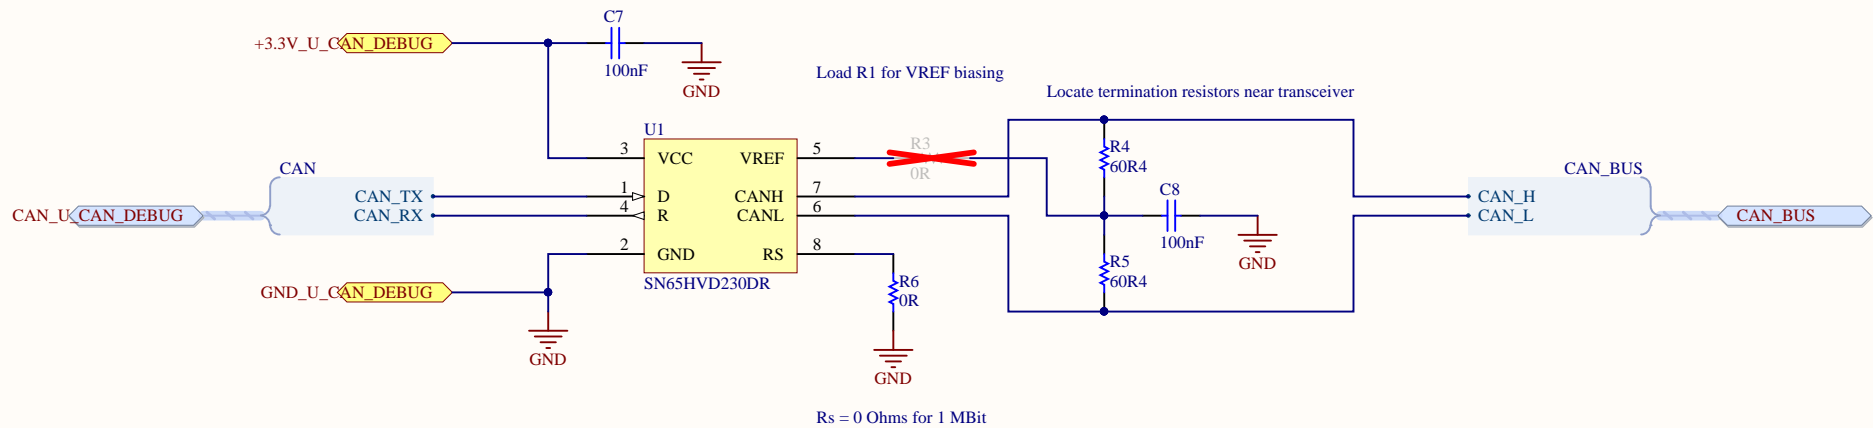 C7
+3.3V_U_CAN_DEBUG
100nF
GND
Load R1 for VREF biasing
Locate termination resistors near transceiver
U1
3 VCC VREF 5
R3
0R
R4
60R4
CAN
CAN_BUS
CAN_TX
1 D CANH 7
C8
CAN_H
CAN_U_CAN_DEBUG
CAN_RX
4 R CANL 6
CAN_L
CAN_BUS
100nF
2 GND RS 8
GND
R5
60R4
SN65HVD230DR
R6
0R
GND_U_CAN_DEBUG
GND
GND
Rs = 0 Ohms for 1 MBit